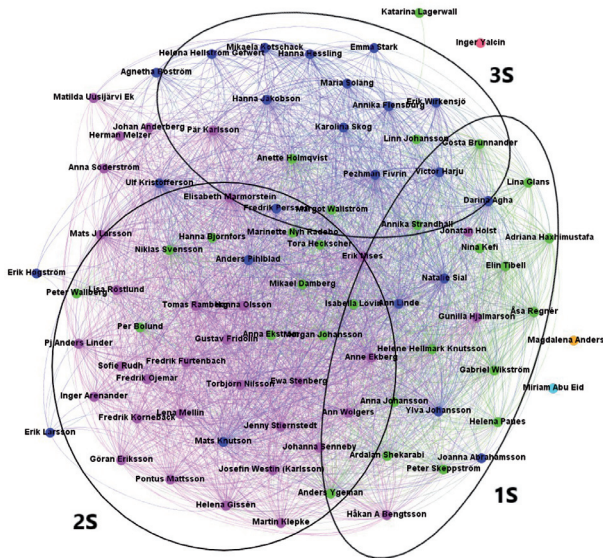 Katarina Lagerwall
Inger Yalcin
Mikaela Kotschack
Emma Stark
Helena Hellström Gefwert
Hanna Hessling
3S
Agnetha Boström
Maria Solang
Matilda Uusijärvi Ek
Hanna Jakobson
Annika Flensburg
Erik Wirkensjö
Johan Anderberg
Pär Karlsson
Karolina Skog
Herman Melzer
Linn Johansson
Gösta Brunnander
Anette Holmqvist
Anna Söderström
Pezhman Fivrin
Victor Harju
Ulf Kristofferson
Lina Glans
Elisabeth Marmorstein
Darina Agha
Fredrik Persson
Margot Wallström
Annika Strandhäll
Mats J Larsson
Hanna Björnfors
Marinette Nyh Radebo
Jonatan Holst
Adriana Haxhimustafa
Niklas Svensson
Tora Heckscher
Nina Kefi
Anders Pihlblad
Erik Nises
Elin Tibell
Erik Högström
Natalie Sial
Lisa Röstlund
Mikael Damberg
Peter Wallberg
Tomas Ramberg
Hanna Olsson
Isabella Lövin
Ann Linde
Åsa Regnér
Gunilla Hjälmarson
Per Bolund
Anna Ekström
Morgan Johansson
Gustav Fridolin
Magdalena Anders
Pj Anders Linder
Helene Hellmark Knutsson
Anne Ekberg
Sofie Rudh
Fredrik Furtenbach
Gabriel Wikström
Fredrik Ojemar
Torbjörn Nilsson
Ewa Stenberg
Miriam Abu Eid
Inger Arenander
Anna Johansson
Fredrik Kornebäck
Lena Mellin
Ann Wolgers
Ylva Johansson
Helena Paues
Erik Larsson
Jenny Stiernstedt
Mats Knutson
Johanna Senneby
Ardalan Shekarabi
Joanna Abrahamsson
Göran Eriksson
Josefin Westin (Karlsson)
Peter Skeppström
Pontus Mattsson
Anders Ygeman
1S
Helena Gissén
Håkan A Bengtsson
2S
Martin Klepke